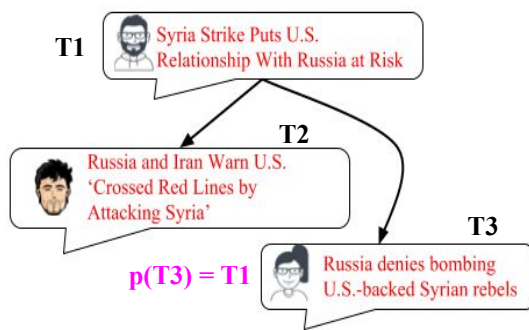 T1
Syria Strike Puts U.S.
Relationship With Russia at Risk
T2
Russia and Iran Warn U.S.
‘Crossed Red Lines by
Attacking Syria’
T3
p(T3) = T1
Russia denies bombing
U.S.-backed Syrian rebels